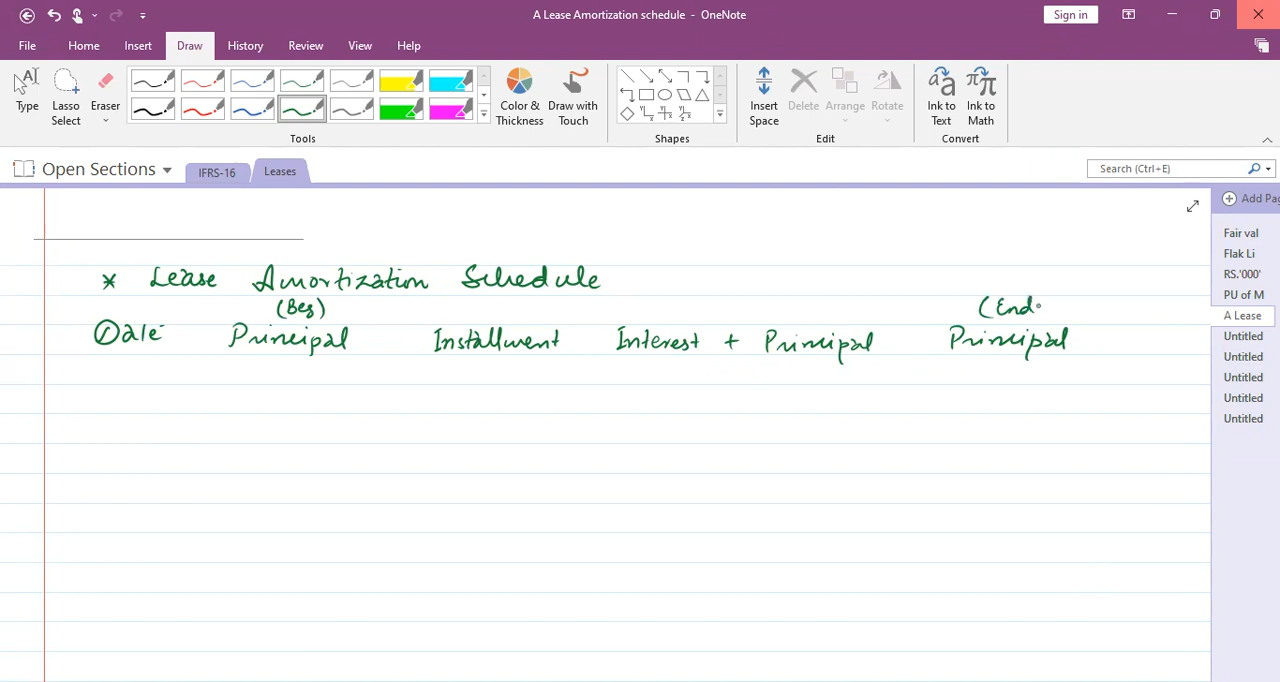 A Lease Amortization schedule - OneNote
Sign in
File Home Insert Draw History Review View Help
Type
Lasso Select
Eraser
Color & Thickness
Draw with Touch
Insert Space
Delete
Arrange
Rotate
Ink to Text
Ink to Math
Tools
Shapes
Edit
Convert
Open Sections
IFRS-16
Leases
Search (Ctrl+E)
Add Pag
Fair val
Flak Li
RS.'000'
PU of M
A Lease
Untitled
Untitled
Untitled
Untitled
Untitled
* Lease Amortization Schedule
(Beg) (End
Date Principal Installment Interest + Principal Principal